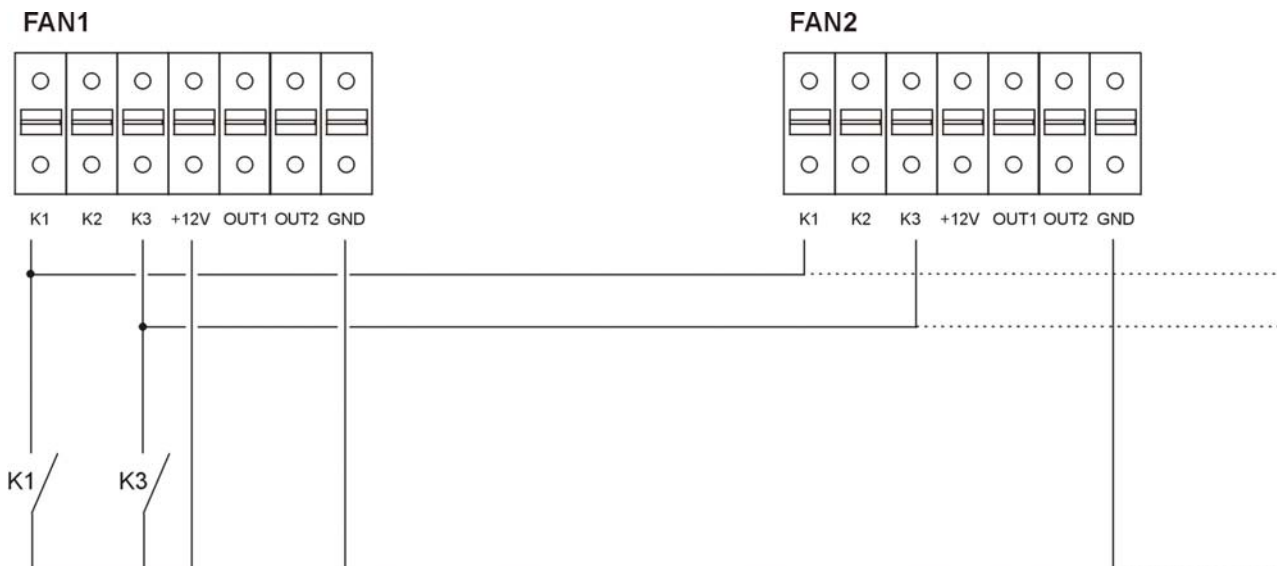 FAN1 FAN2
K1 K2 K3 +12V OUT1 OUT2 GND K1 K2 K3 +12V OUT1 OUT2 GND
K1 K3